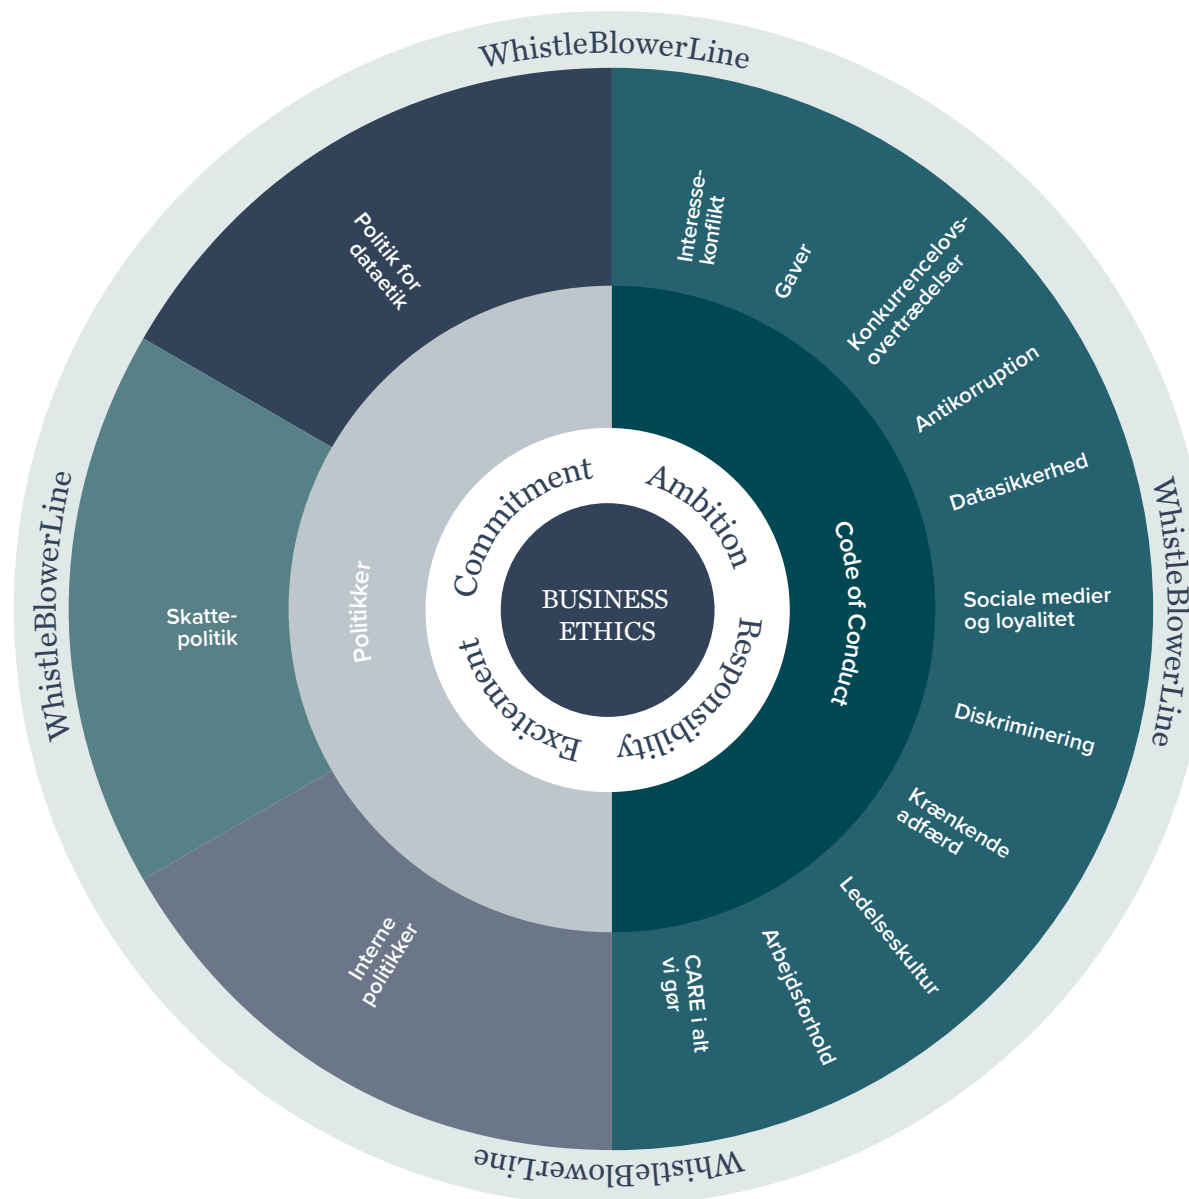 WhistleBlowerLine
Interesse-
konflikt
Gaver
Konkurrencelovs-
overtrædelser
Antikorruption
Datasikkerhed
Sociale medier
og loyalitet
Diskriminering
Krænkende
adfærd
Ledelseskultur
Arbejdsforhold
CARE i alt
vi gør
Code of Conduct
WhistleBlowerLine
Politik for
dataetik
Skatte-
politik
Interne
politikker
Politikker
WhistleBlowerLine
Commitment
Ambition
Responsibility
Excitement
BUSINESS
ETHICS
WhistleBlowerLine